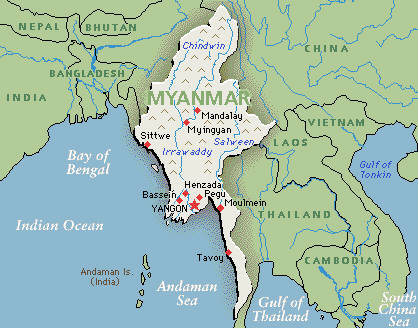 NEPAL
BHUTAN
Chindwin
CHINA
BANGLADESH
INDIA
MYANMAR
Mandalay
Myingyan
VIETNAM
Sittwe
Salween
LAOS
Irrawaddy
Bay of
Bengal
Gulf of
Tonkin
Henzada
Bassein
Pegu
YANGON
Moulmein
THAILAND
Indian Ocean
Tavoy
CAMBODIA
Andaman Is.
(India)
Andaman
Sea
Gulf of
Thailand
South
China
Sea